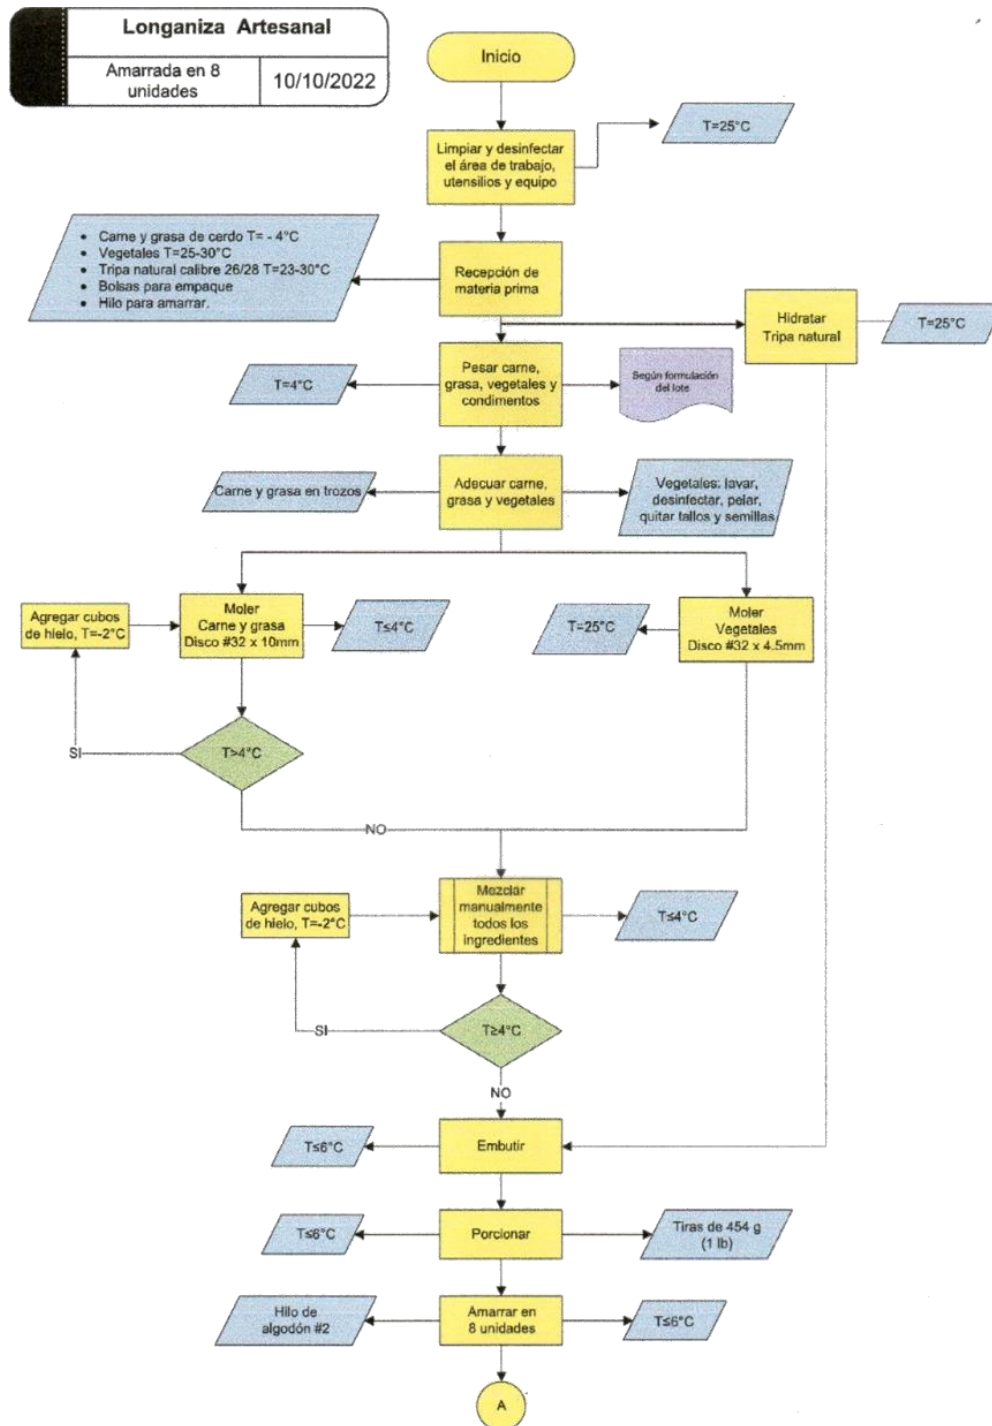 Longaniza Artesanal
Amarrada en 8
unidades
10/10/2022
Inicio
Limpiar y desinfectar
el área de trabajo,
utensilios y equipo
T=25°C
• Carne y grasa de cerdo T= - 4°C
• Vegetales T=25-30°C
• Tripa natural calibre 26/28 T=23-30°C
• Bolsas para empaque
• Hilo para amarrar.
Recepción de
materia prima
Hidratar
Tripa natural
T=25°C
T=4°C
Pesar carne,
grasa, vegetales y
condimentos
Según formulación
del lote
Carne y grasa en trozos
Adecuar carne,
grasa y vegetales
Vegetales: lavar,
desinfectar, pelar,
quitar tallos y semillas
Agregar cubos
de hielo, T=-2°C
Moler
Carne y grasa
Disco #32 x 10mm
T≤4°C
T=25°C
Moler
Vegetales
Disco #32 x 4.5mm
SI
T>4°C
NO
Agregar cubos
de hielo, T=-2°C
Mezclar
manualmente
todos los
ingredientes
T≤4°C
SI
T≥4°C
NO
T≤6°C
Embutir
T≤6°C
Porcionar
Tiras de 454 g
(1 lb)
Hilo de
algodón #2
Amarrar en
8 unidades
T≤6°C
A